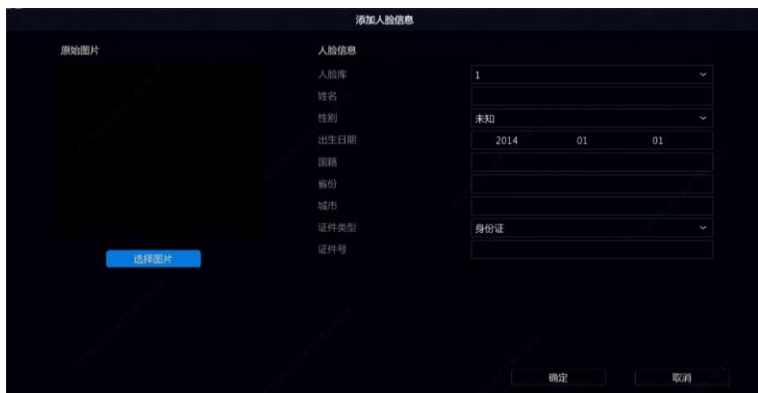 添加人脸信息
原始图片
选择图片
人脸信息
人脸库 1
姓名
性别 未知
出生日期 2014 01 01
国籍
省份
城市
证件类型 身份证
证件号
确定 取消